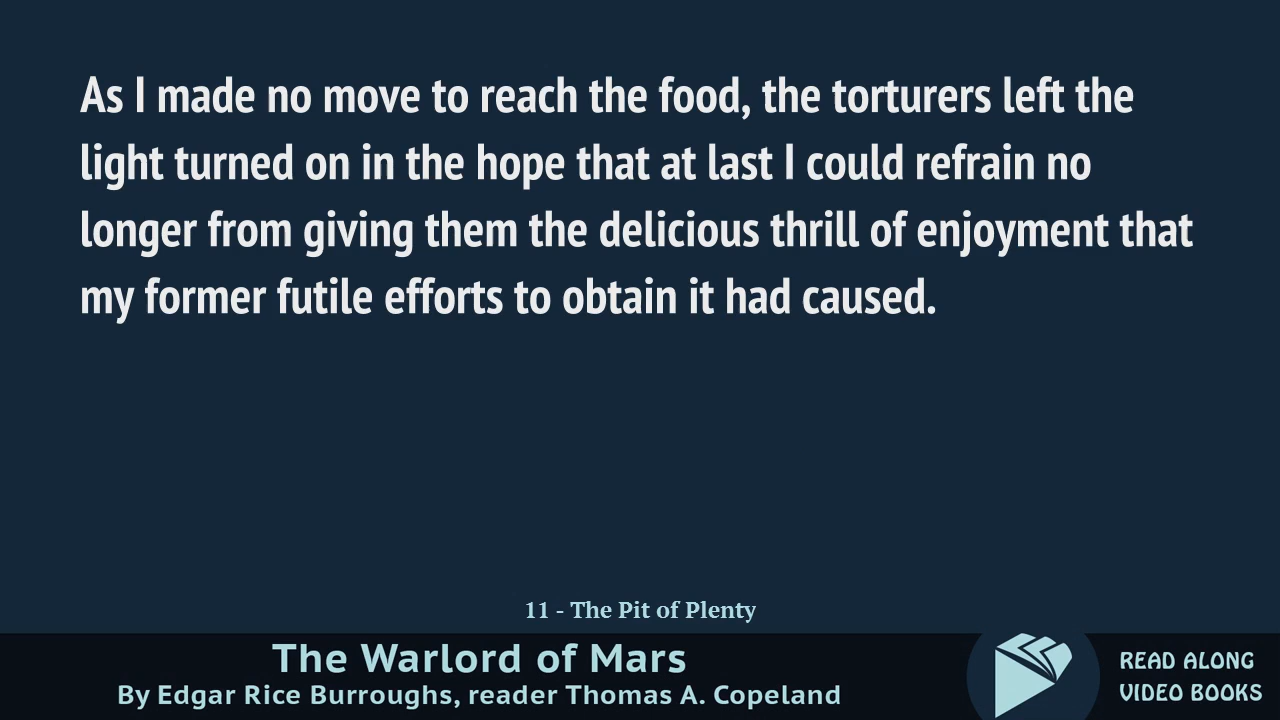 As I made no move to reach the food, the torturers left the
light turned on in the hope that at last I could refrain no
longer from giving them the delicious thrill of enjoyment that
my former futile efforts to obtain it had caused.
11 - The Pit of Plenty
The Warlord of Mars
By Edgar Rice Burroughs, reader Thomas A. Copeland
READ ALONG
VIDEO BOOKS